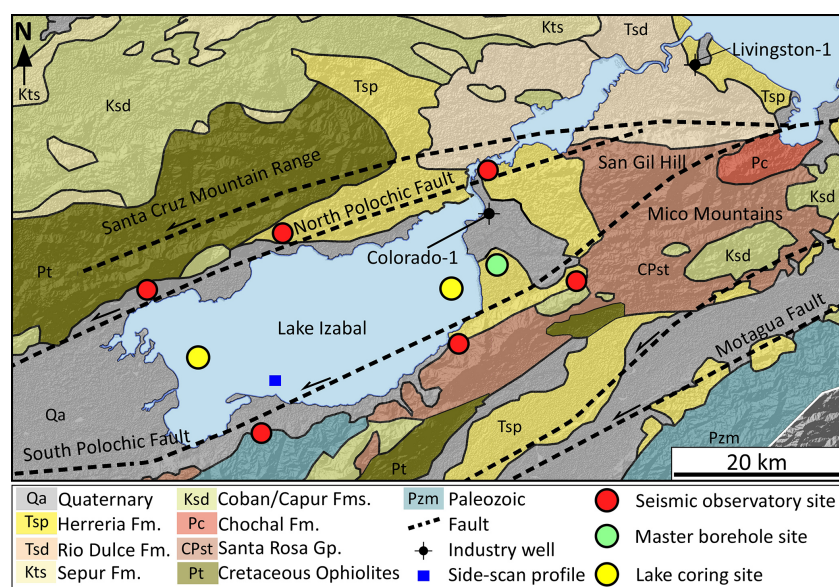 N
Kts
Tsd
Livingston-1
Kts
Ksd
Tsp
Tsp
Santa Cruz Mountain Range
San Gil Hill
Pc
North Polochic Fault
Mico Mountains
Ksd
Colorado-1
Ksd
Pt
CPst
Lake Izabal
Motagua Fault
Qa
South Polochic Fault
Tsp
Pzm
Pt
20 km
Qa Quaternary
Tsp Herreria Fm.
Tsd Rio Dulce Fm.
Kts Sepur Fm.
Ksd Coban/Capur Fms.
Pc Chochal Fm.
CPst Santa Rosa Gp.
Pt Cretaceous Ophiolites
Pzm Paleozoic
Fault
Industry well
Side-scan profile
Seismic observatory site
Master borehole site
Lake coring site